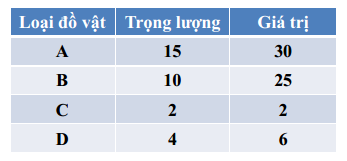 Loại đồ vật Trọng lượng Giá trị
A 15 30
B 10 25
C 2 2
D 4 6